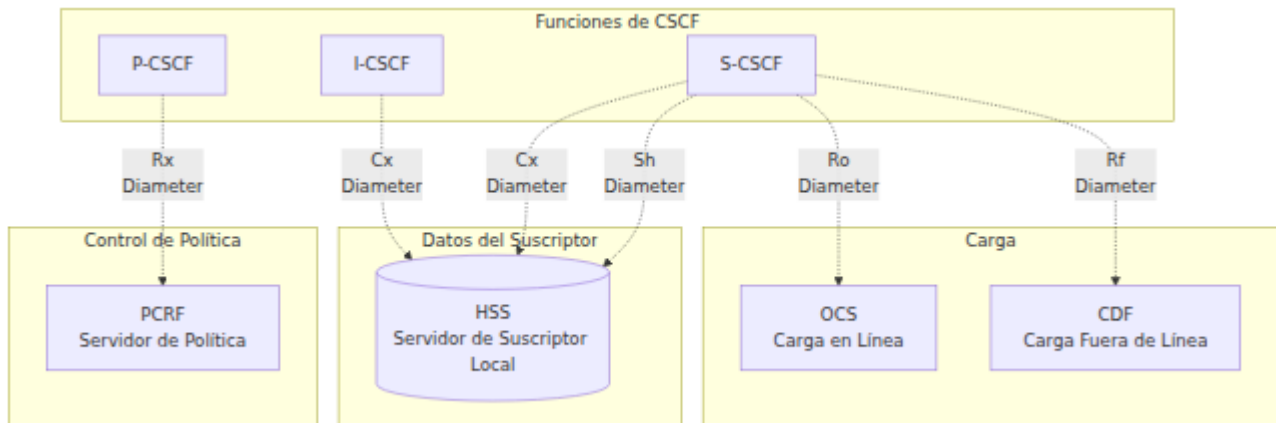 Funciones de CSCF
P-CSCF
I-CSCF
S-CSCF
Rx
Diameter
Cx
Diameter
Cx
Diameter
Sh
Diameter
Ro
Diameter
Rf
Diameter
Control de Política
Datos del Suscriptor
Carga
PCRF
Servidor de Política
HSS
Servidor de Suscriptor
Local
OCS
Carga en Línea
CDF
Carga Fuera de Línea